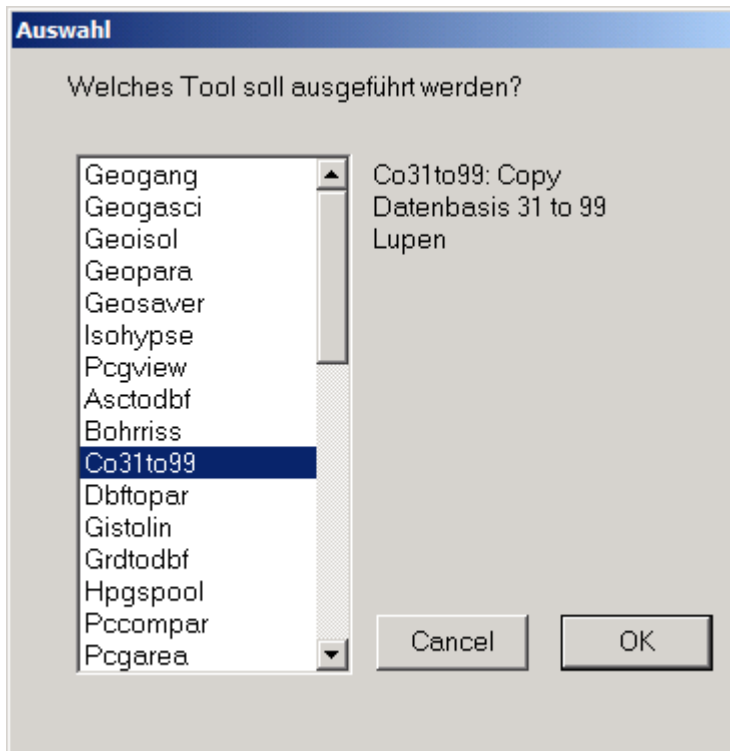 Auswahl
Welches Tool soll ausgeführt werden?
Geogang
Geogasci
Geoisol
Geopara
Geosaver
Isohypse
Pcgview
Asctodbf
Bohrriss
Co31to99
Dbftopar
Gistolin
Grdtodbf
Hpgspool
Pccompar
Pcgarea
Co31to99: Copy
Datenbasis 31 to 99
Lupen
Cancel
OK